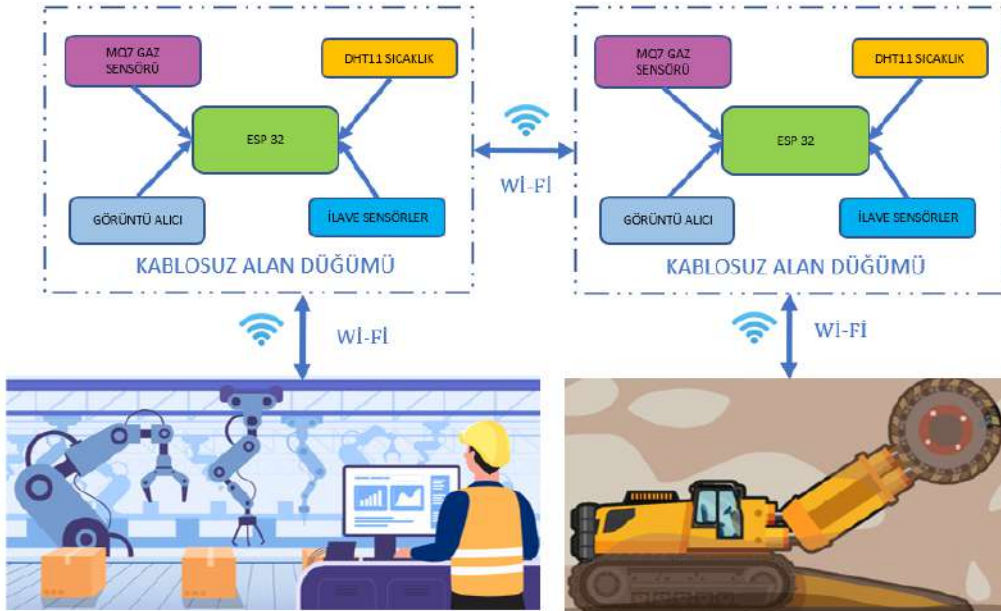 MQ7 GAZ
SENSÖRÜ
DHT11 SICAKLIK
ESP 32
GÖRÜNTÜ ALICI
İLAVE SENSÖRLER
KABLOSUZ ALAN DÜĞÜMÜ
Wİ-Fİ
MQ7 GAZ
SENSÖRÜ
DHT11 SICAKLIK
ESP 32
GÖRÜNTÜ ALICI
İLAVE SENSÖRLER
KABLOSUZ ALAN DÜĞÜMÜ
Wİ-Fİ
Wİ-Fİ